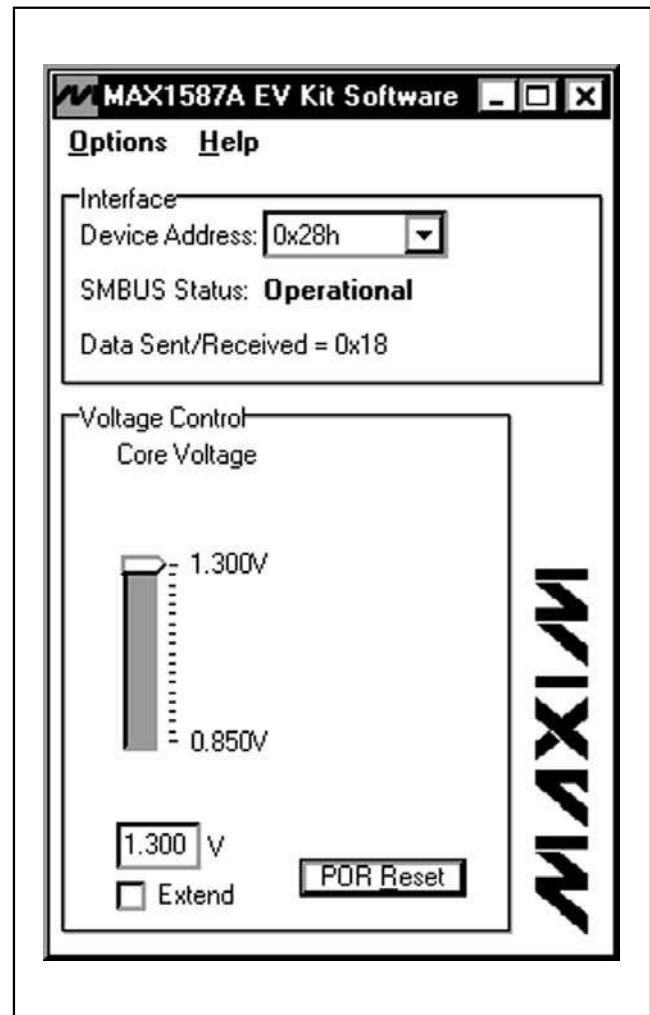 MAX1587A EV Kit Software
Options Help
Interface
Device Address: 0x28h
SMBUS Status: Operational
Data Sent/Received = 0x18
Voltage Control
Core Voltage
1.300V
0.850V
1.300 V
Extend
POR Reset
MAXIM